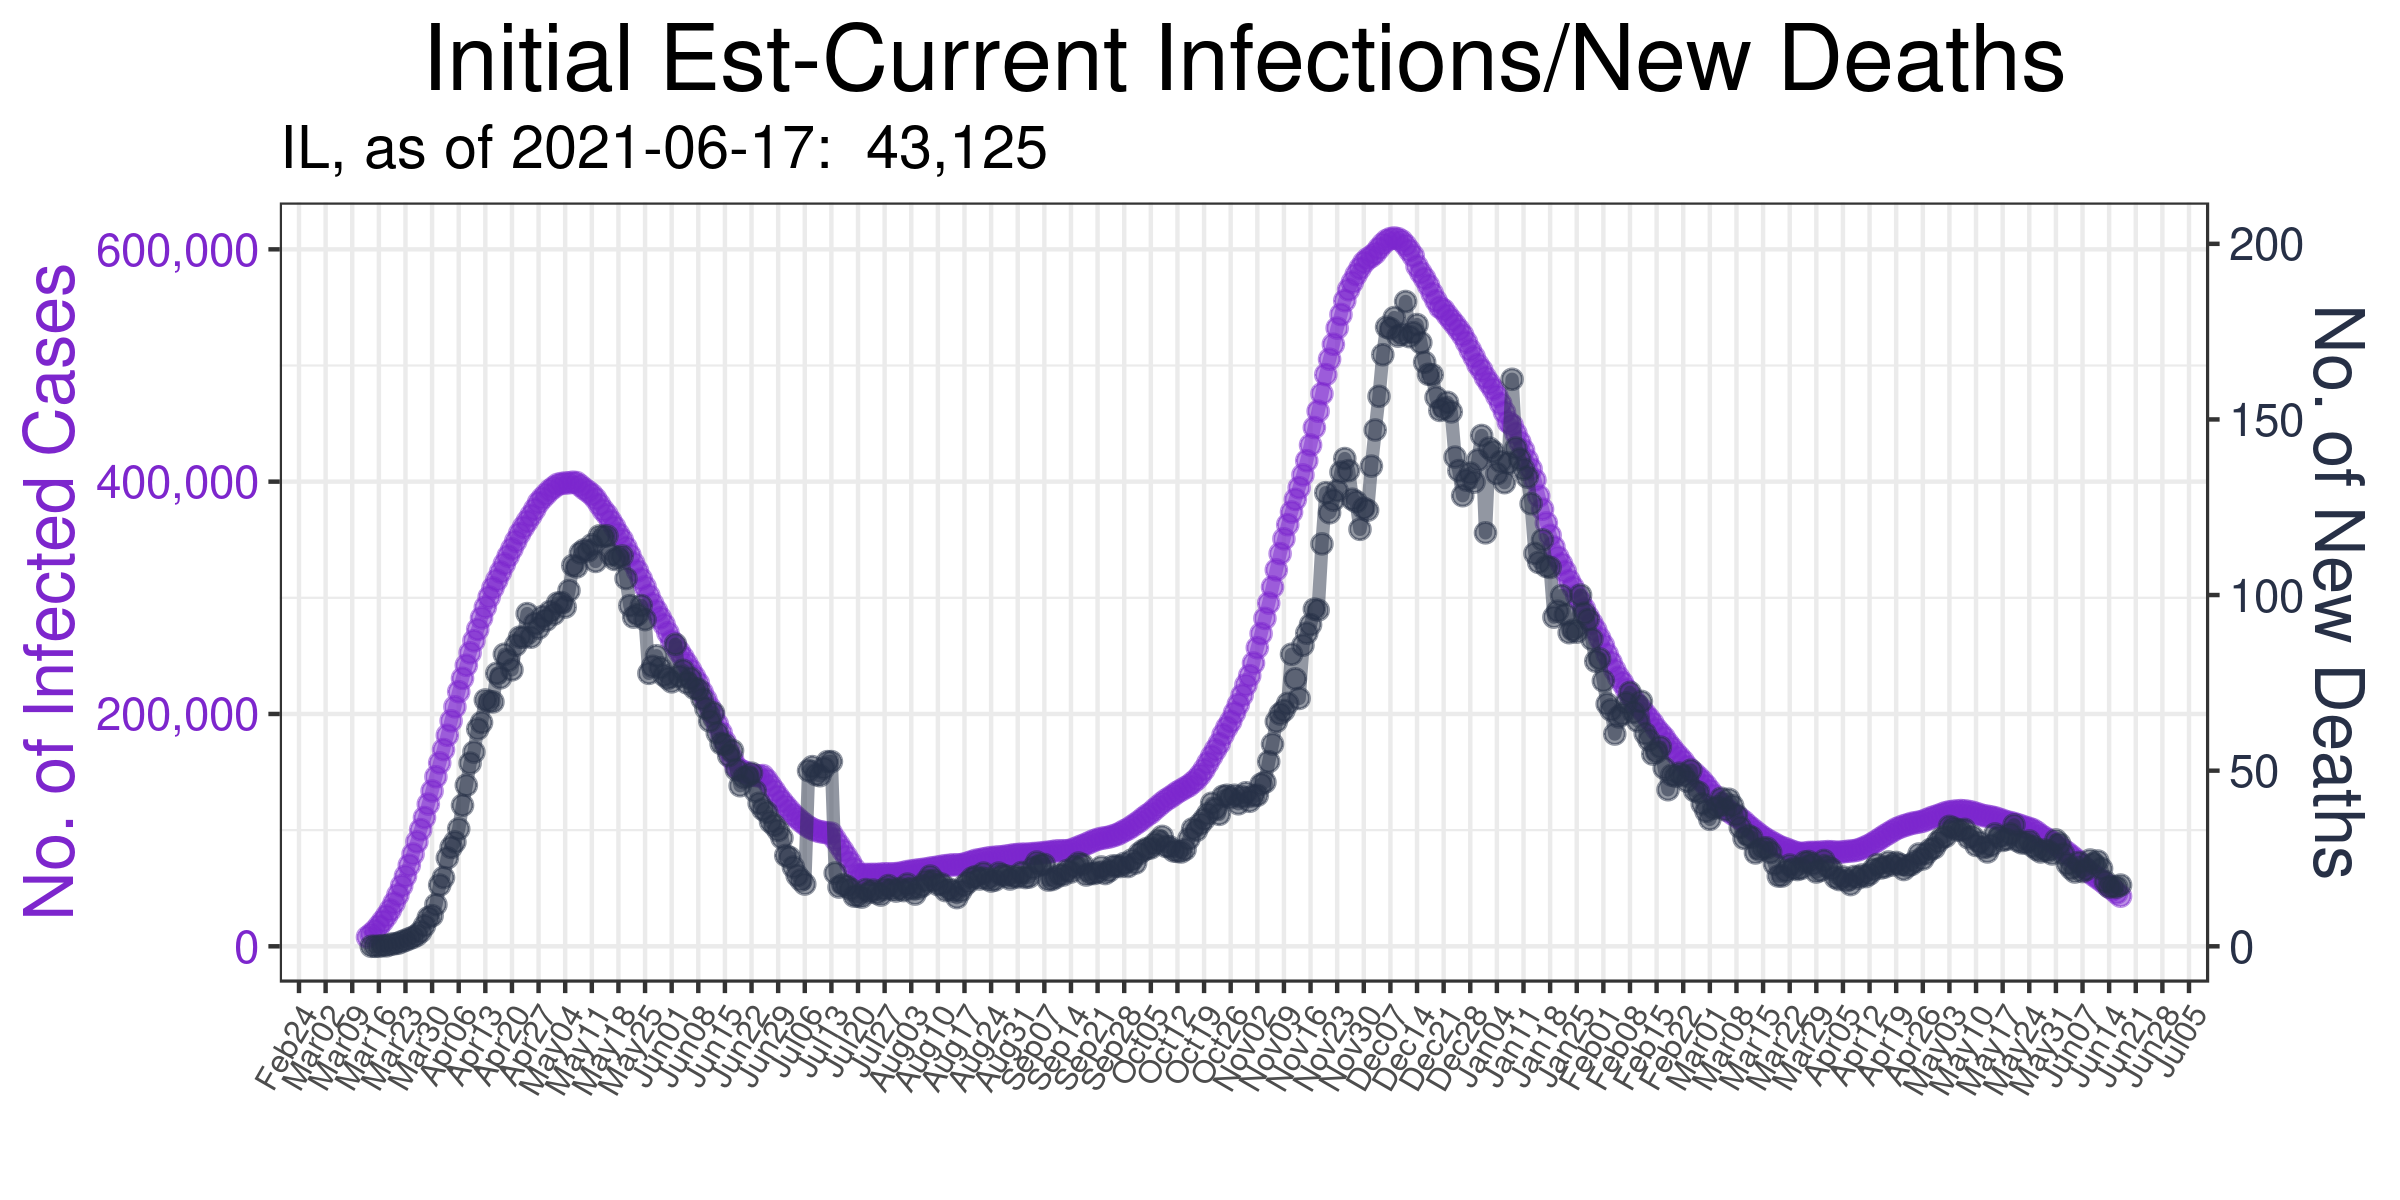 Initial Est-Current Infections/New Deaths
IL, as of 2021-06-17:  43,125
No. of Infected Cases
600,000
400,000
200,000
0
200
150
100
50
0
No. of New Deaths
Feb24
Mar02
Mar09
Mar16
Mar23
Mar30
Apr06
Apr13
Apr20
Apr27
May04
May11
May18
May25
Jun01
Jun08
Jun15
Jun22
Jun29
Jul06
Jul13
Jul20
Jul27
Aug03
Aug10
Aug17
Aug24
Aug31
Sep07
Sep14
Sep21
Sep28
Oct05
Oct12
Oct19
Oct26
Nov02
Nov09
Nov16
Nov23
Nov30
Dec07
Dec14
Dec21
Dec28
Jan04
Jan11
Jan18
Jan25
Feb01
Feb08
Feb15
Feb22
Mar01
Mar08
Mar15
Mar22
Mar29
Apr05
Apr12
Apr19
Apr26
May03
May10
May17
May24
May31
Jun07
Jun14
Jun21
Jun28
Jul05